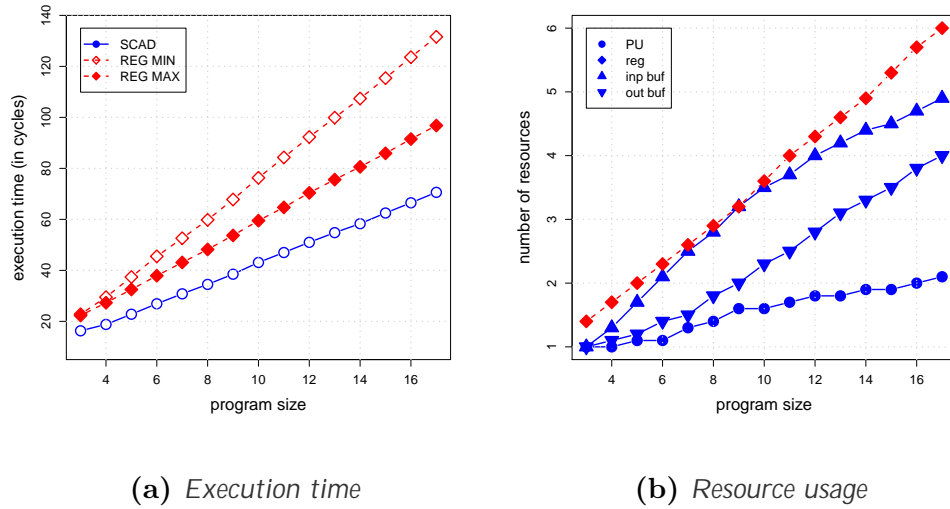 SCAD
REG MIN
REG MAX
execution time (in cycles)
140
120
100
80
60
40
20
4 6 8 10 12 14 16
program size
PU
reg
inp buf
out buf
number of resources
6
5
4
3
2
1
4 6 8 10 12 14 16
program size
(a) Execution time
(b) Resource usage